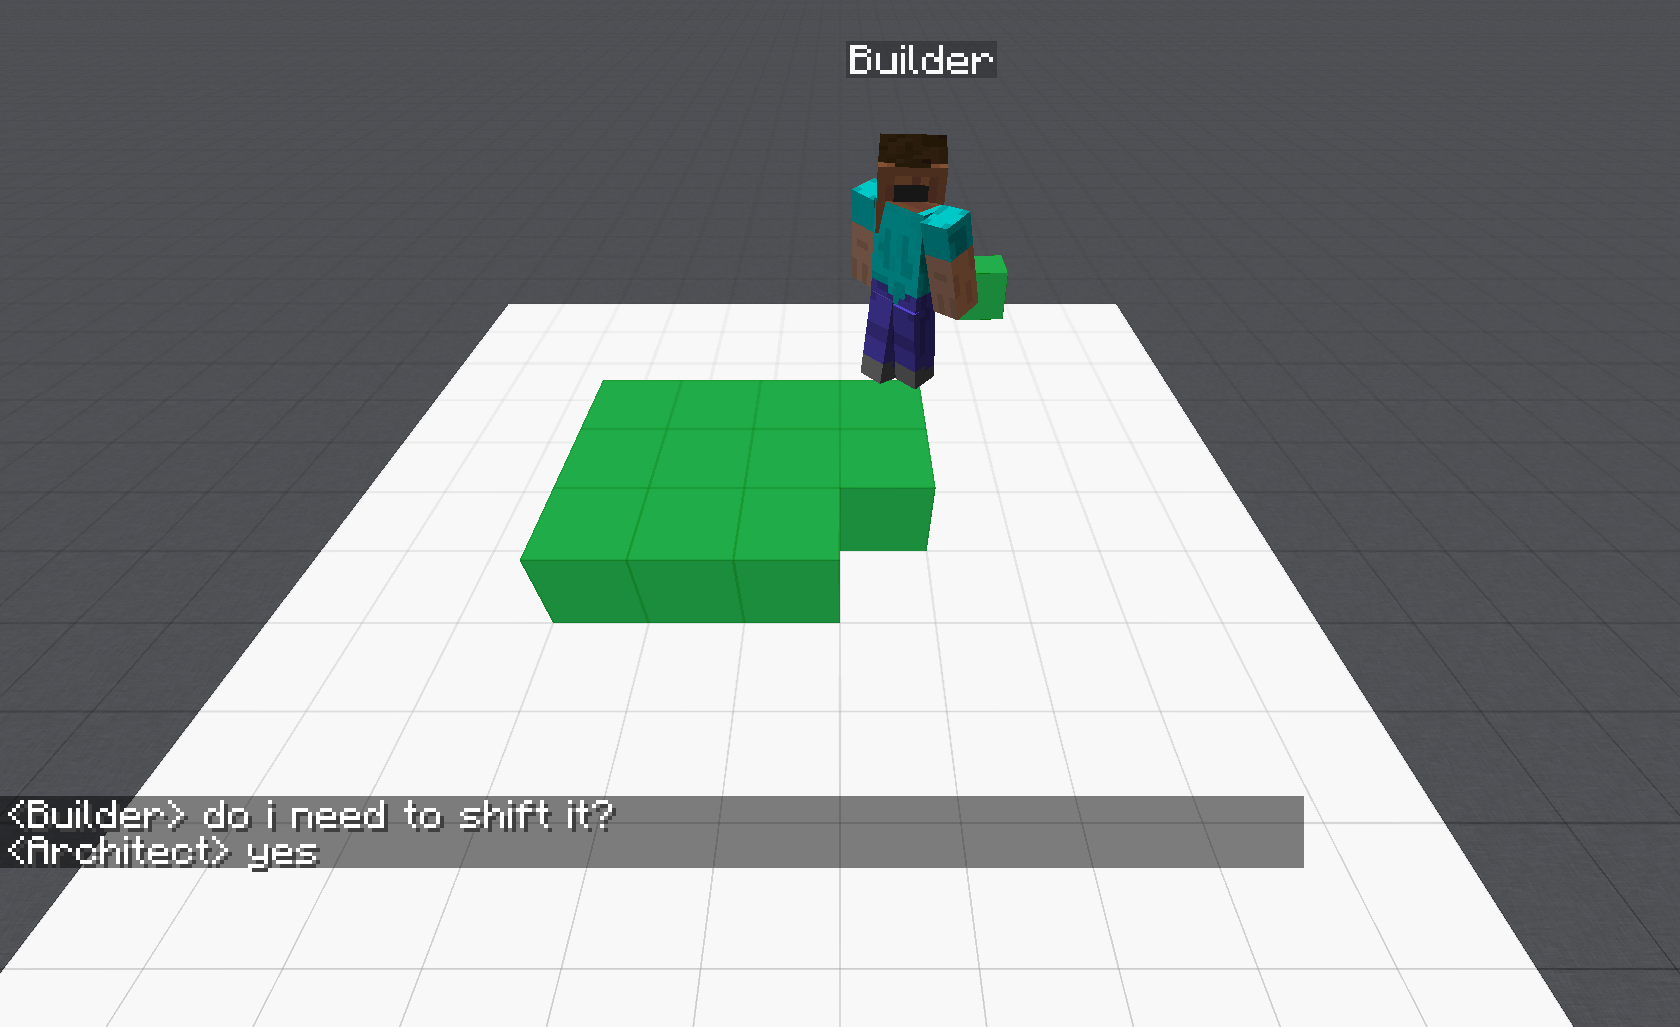 Builder
<Builder> do i need to shift it?
<Architect> yes